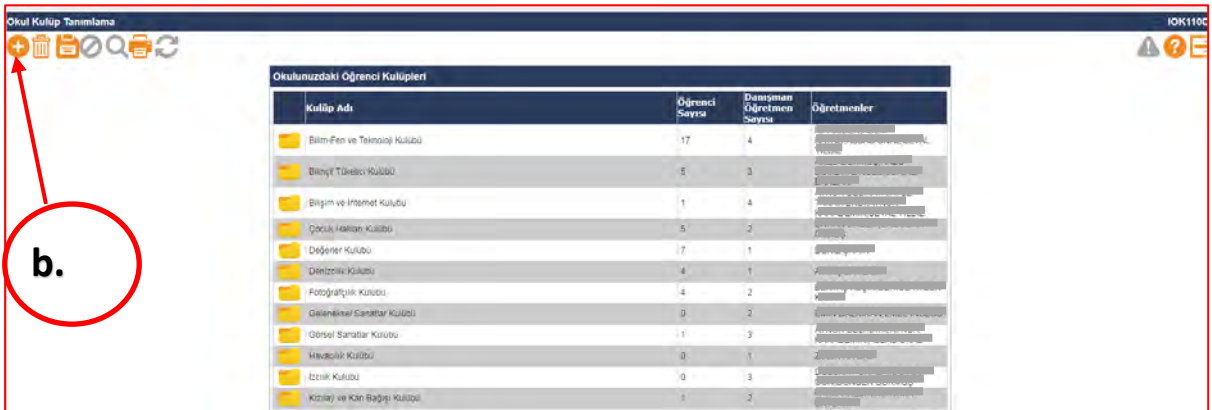 Okul Kulüp Tanımlama IOK110
Okulunuzdaki Öğrenci Kulüpleri
Kulüp Adı Öğrenci Sayısı Danışman Öğretmen Sayısı Öğretmenler
Bilim-Fen ve Teknoloji Kulübü 17 4
Bilinçli Tüketici Kulübü 5 3
Bilişim ve İnternet Kulübü 1 4
Çocuk Hakları Kulübü 5 2
Değerler Kulübü 7 1
Denizcilik Kulübü 4 1
Fotoğrafçılık Kulübü 4 2
Geleneksel Sanatlar Kulübü 0 2
Görsel Sanatlar Kulübü 1 3
Havacılık Kulübü 0 1
İzcilik Kulübü 0 3
Kızılay ve Kan Bağışı Kulübü 1 2
b.